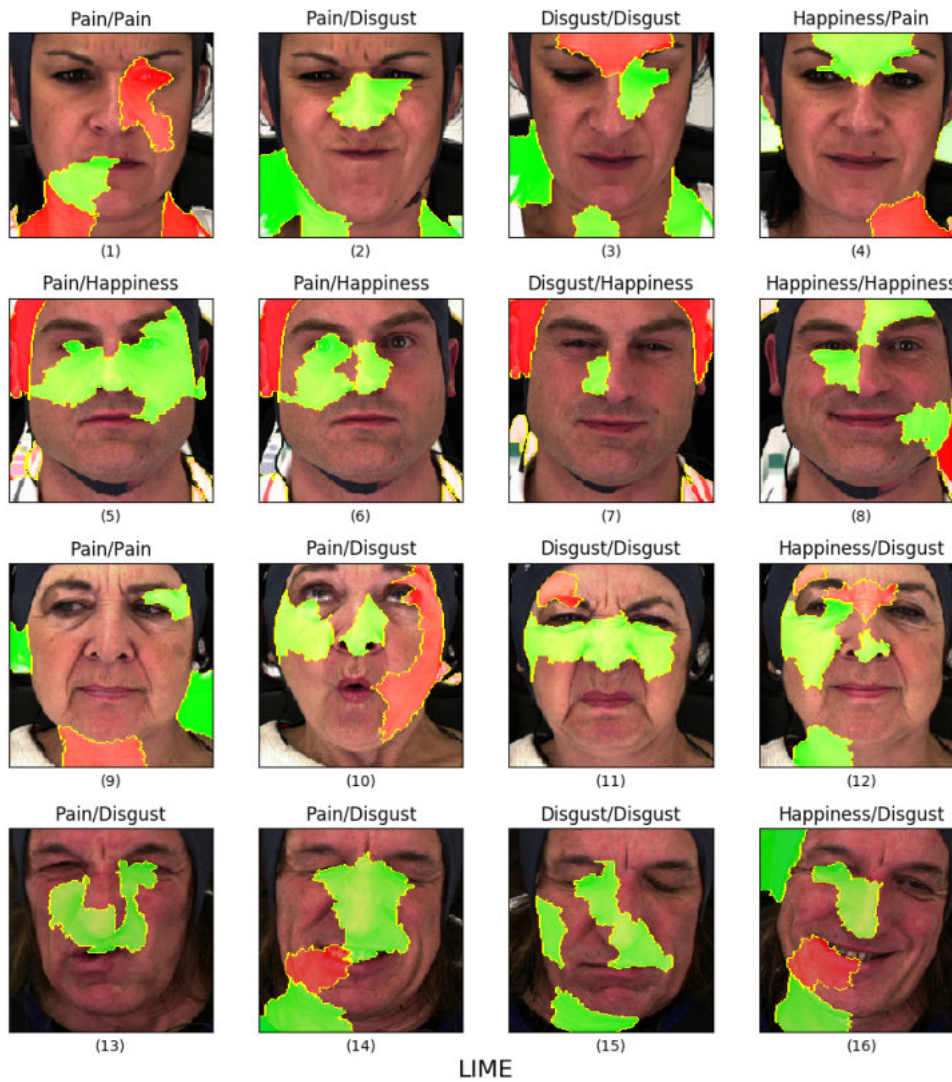 Pain/Pain
Pain/Disgust
Disgust/Disgust
Happiness/Pain
(1)
(2)
(3)
(4)
Pain/Happiness
Pain/Happiness
Disgust/Happiness
Happiness/Happiness
(5)
(6)
(7)
(8)
Pain/Pain
Pain/Disgust
Disgust/Disgust
Happiness/Disgust
(9)
(10)
(11)
(12)
Pain/Disgust
Pain/Disgust
Disgust/Disgust
Happiness/Disgust
(13)
(14)
(15)
(16)
LIME